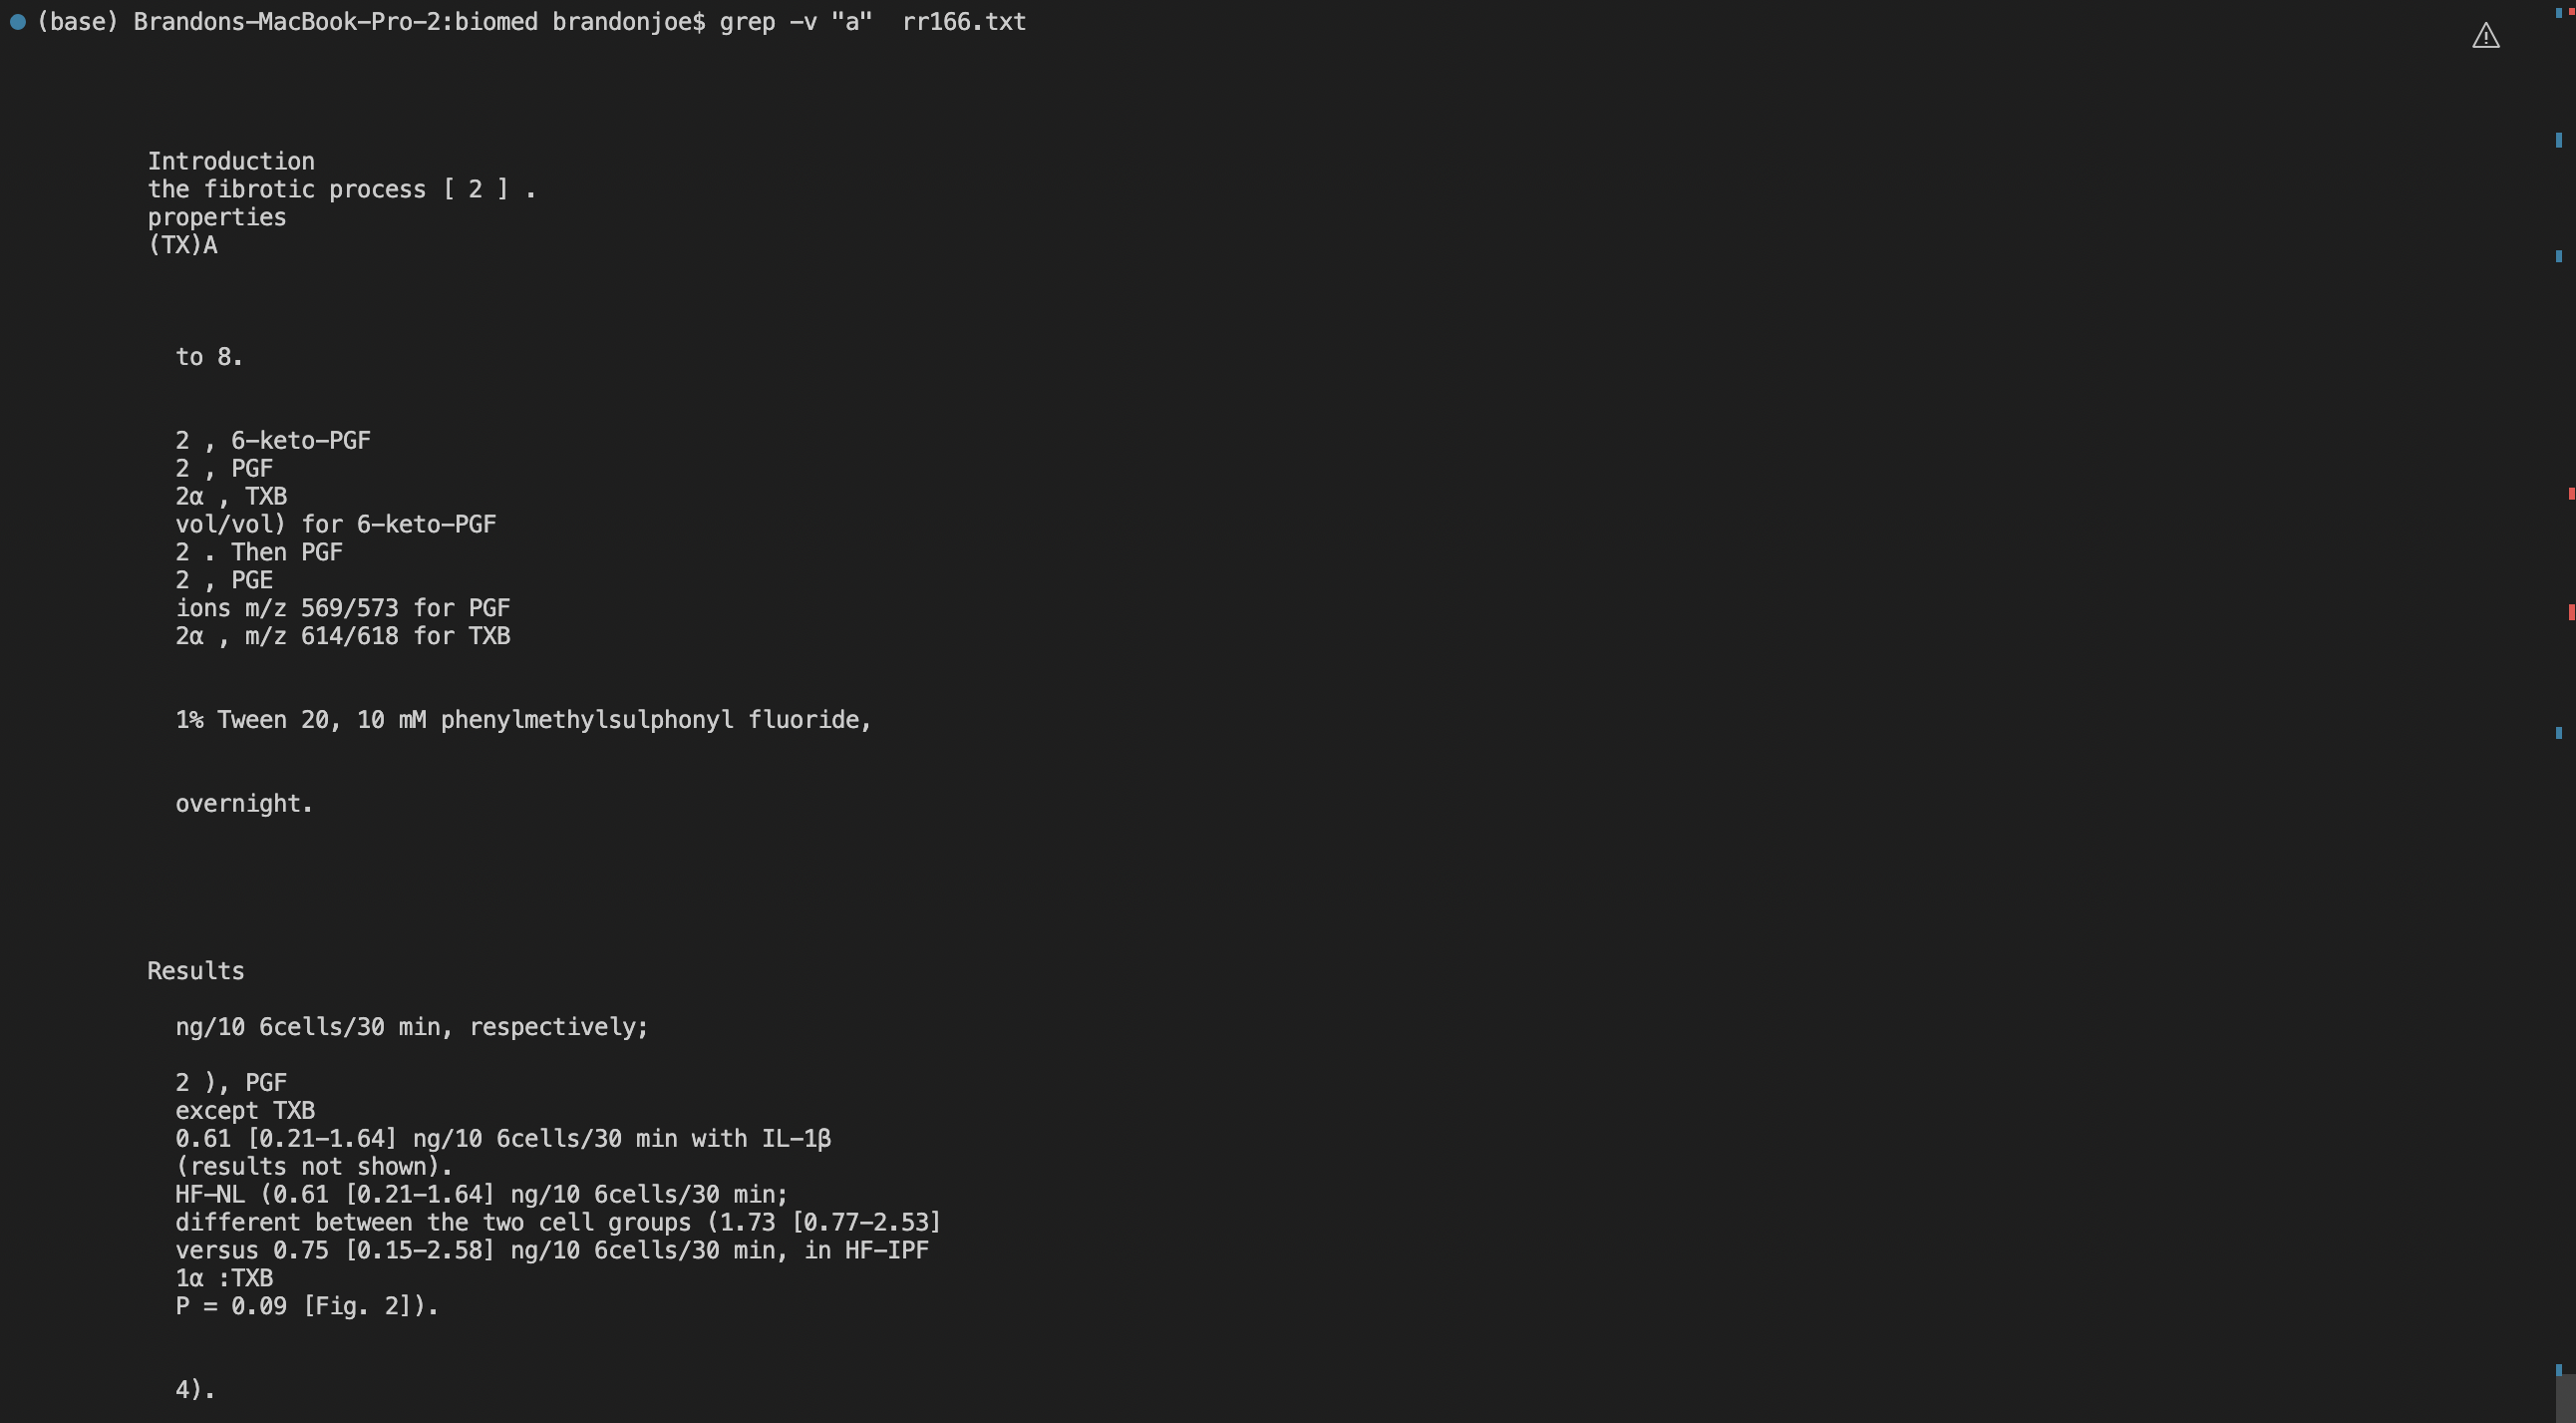 (base) Brandons-MacBook-Pro-2:biomed brandonjoe$ grep -v "a"  rr166.txt
Introduction
the fibrotic process [ 2 ] .
properties
(TX)A
to 8.
2 , 6-keto-PGF
2 , PGF
2α , TXB
vol/vol) for 6-keto-PGF
2 . Then PGF
2 , PGE
ions m/z 569/573 for PGF
2α , m/z 614/618 for TXB
1% Tween 20, 10 mM phenylmethylsulphonyl fluoride,
overnight.
Results
ng/10 6cells/30 min, respectively;
2 ), PGF
except TXB
0.61 [0.21-1.64] ng/10 6cells/30 min with IL-1β
(results not shown).
HF-NL (0.61 [0.21-1.64] ng/10 6cells/30 min;
different between the two cell groups (1.73 [0.77-2.53]
versus 0.75 [0.15-2.58] ng/10 6cells/30 min, in HF-IPF
1α :TXB
P = 0.09 [Fig. 2]).
4).